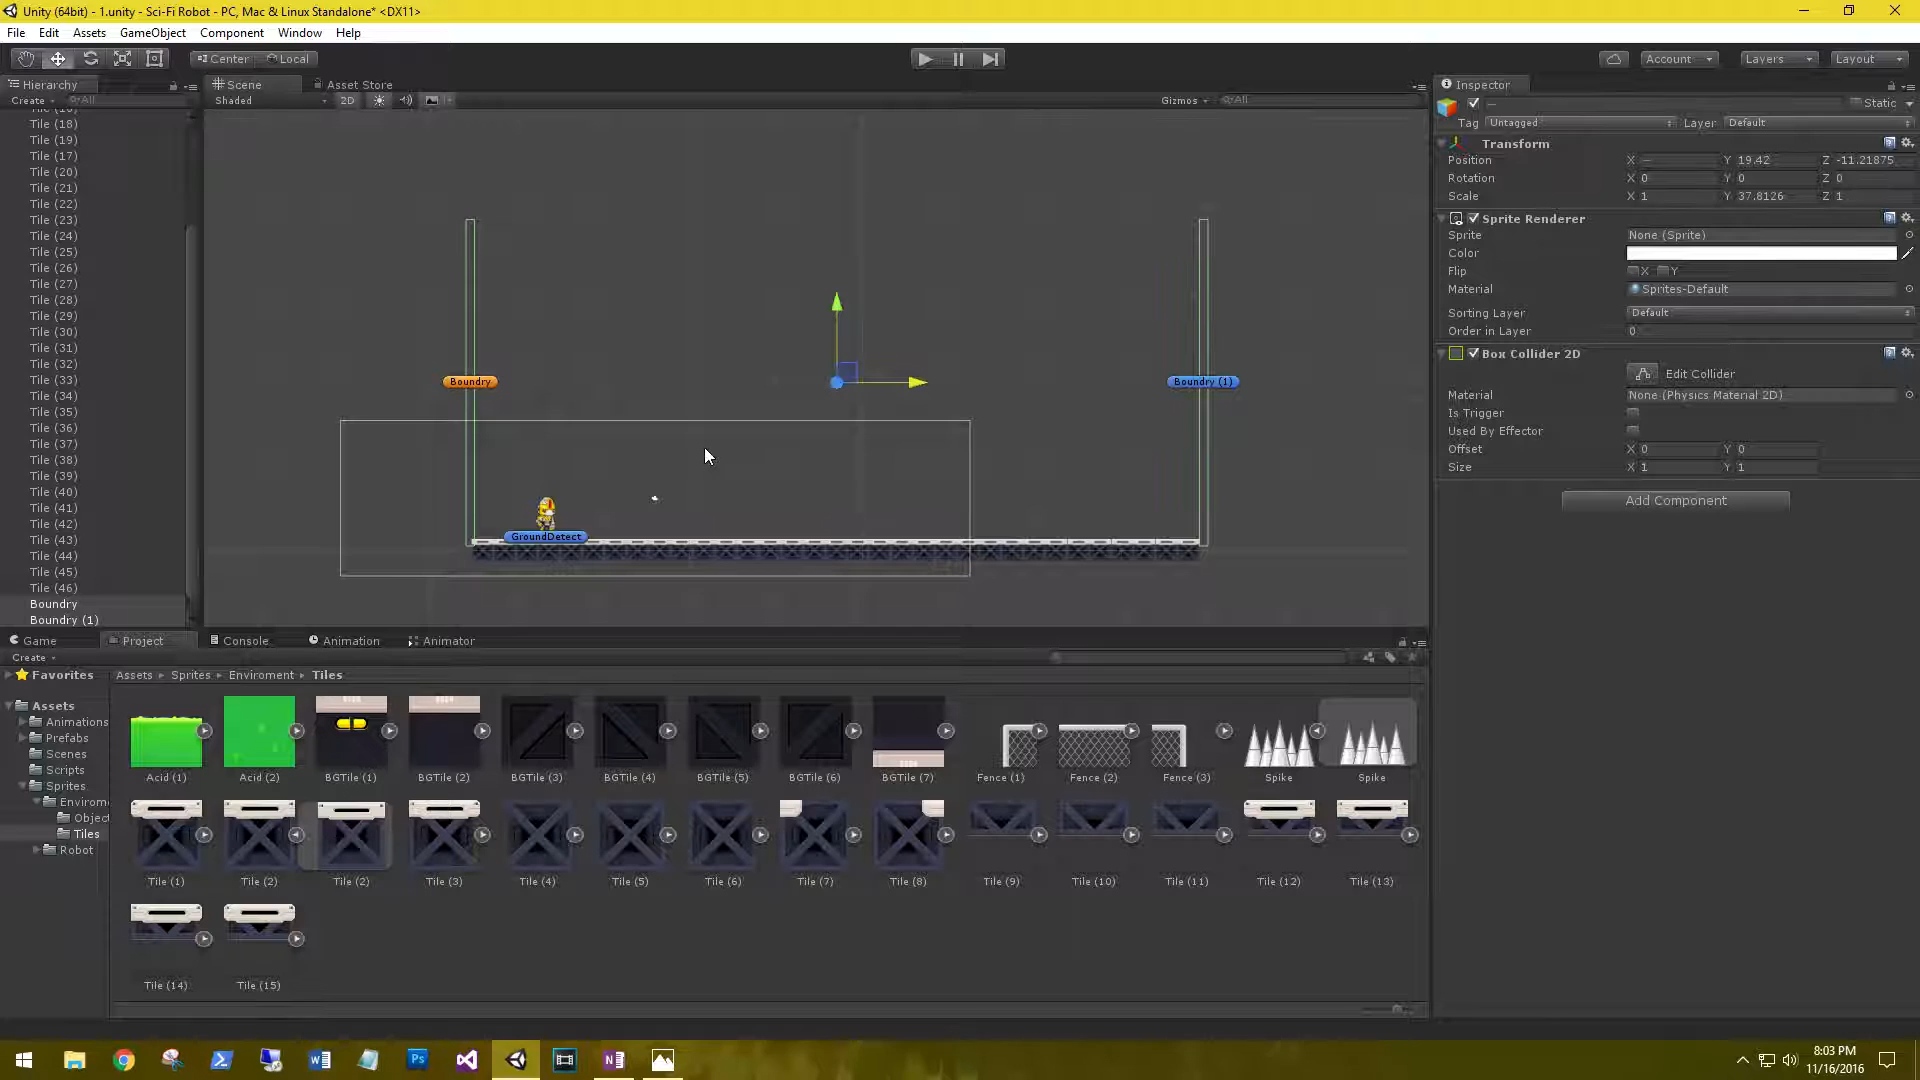 Unity (64bit) - 1.unity - Sci-Fi Robot - PC, Mac & Linux Standalone* <DX11>
File Edit Assets GameObject Component Window Help
Center Local Account Layers Layout
Hierarchy Scene Asset Store Inspector
Create All Shaded 2D Gizmos All Static
Tag Untagged Layer Default
Tile (18)
Tile (19)
Tile (17)
Tile (20)
Tile (21)
Tile (22)
Tile (23)
Tile (24)
Tile (25)
Tile (26)
Tile (27)
Tile (28)
Tile (29)
Tile (30)
Tile (31)
Tile (32)
Tile (33)
Tile (34)
Tile (35)
Tile (36)
Tile (37)
Tile (38)
Tile (39)
Tile (40)
Tile (41)
Tile (42)
Tile (43)
Tile (44)
Tile (45)
Tile (46)
Boundry
Boundry (1)
Boundry Boundry (1)
GroundDetect
Transform
Position X — Y 19.42 Z -11.21875
Rotation X 0 Y 0 Z 0
Scale X 1 Y 37.8126 Z 1
Sprite Renderer
Sprite None (Sprite)
Color
Flip X Y
Material Sprites-Default
Sorting Layer Default
Order in Layer 0
Box Collider 2D
Edit Collider
Material None (Physics Material 2D)
Is Trigger
Used By Effector
Offset X 0 Y 0
Size X 1 Y 1
Add Component
Game Project Console Animation Animator
Create
Favorites
Assets
Animations
Prefabs
Scenes
Scripts
Sprites
Envirom
Object
Tiles
Robot
Assets Sprites Enviroment Tiles
Acid (1) Acid (2) BGTile (1) BGTile (2) BGTile (3) BGTile (4) BGTile (5) BGTile (6) BGTile (7) Fence (1) Fence (2) Fence (3) Spike Spike
Tile (1) Tile (2) Tile (2) Tile (3) Tile (4) Tile (5) Tile (6) Tile (7) Tile (8) Tile (9) Tile (10) Tile (11) Tile (12) Tile (13)
Tile (14) Tile (15)
8:03 PM
11/16/2016